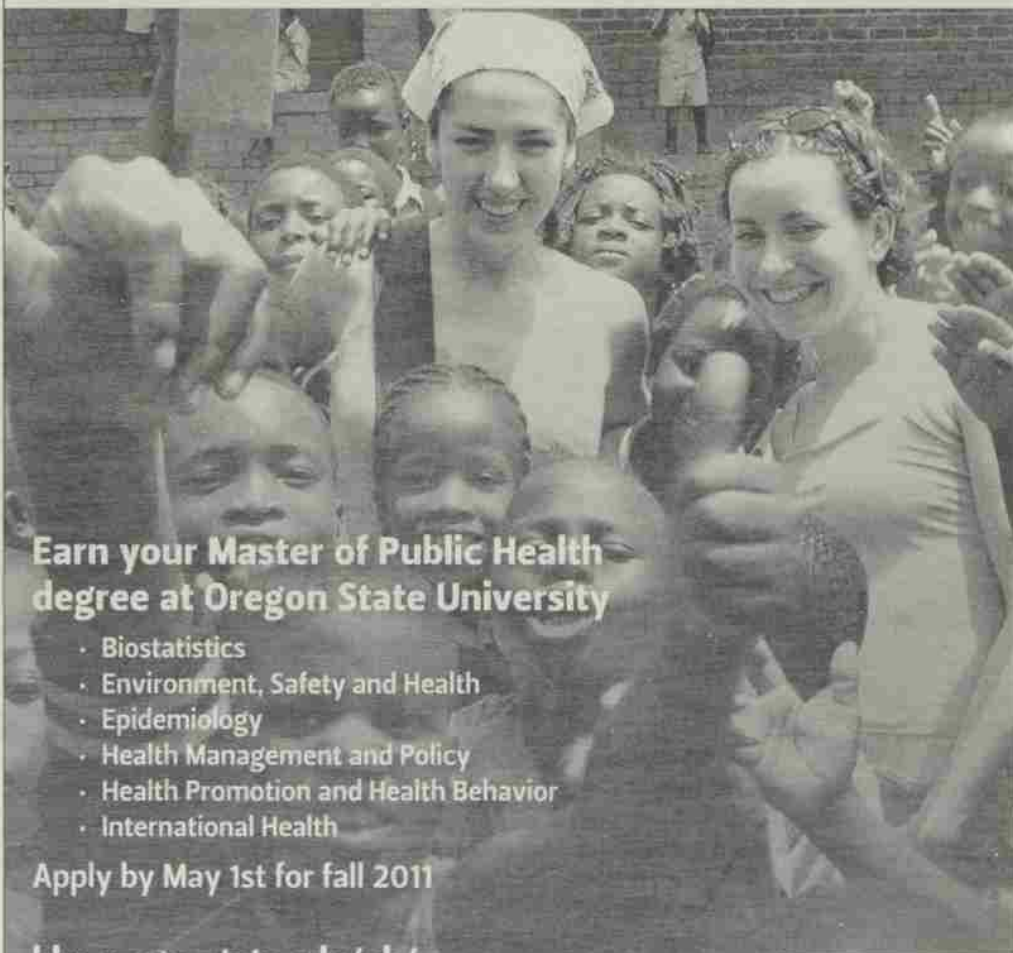 Earn your Master of Public Health
degree at Oregon State University
· Biostatistics
· Environment, Safety and Health
· Epidemiology
· Health Management and Policy
· Health Promotion and Health Behavior
· International Health
Apply by May 1st for fall 2011